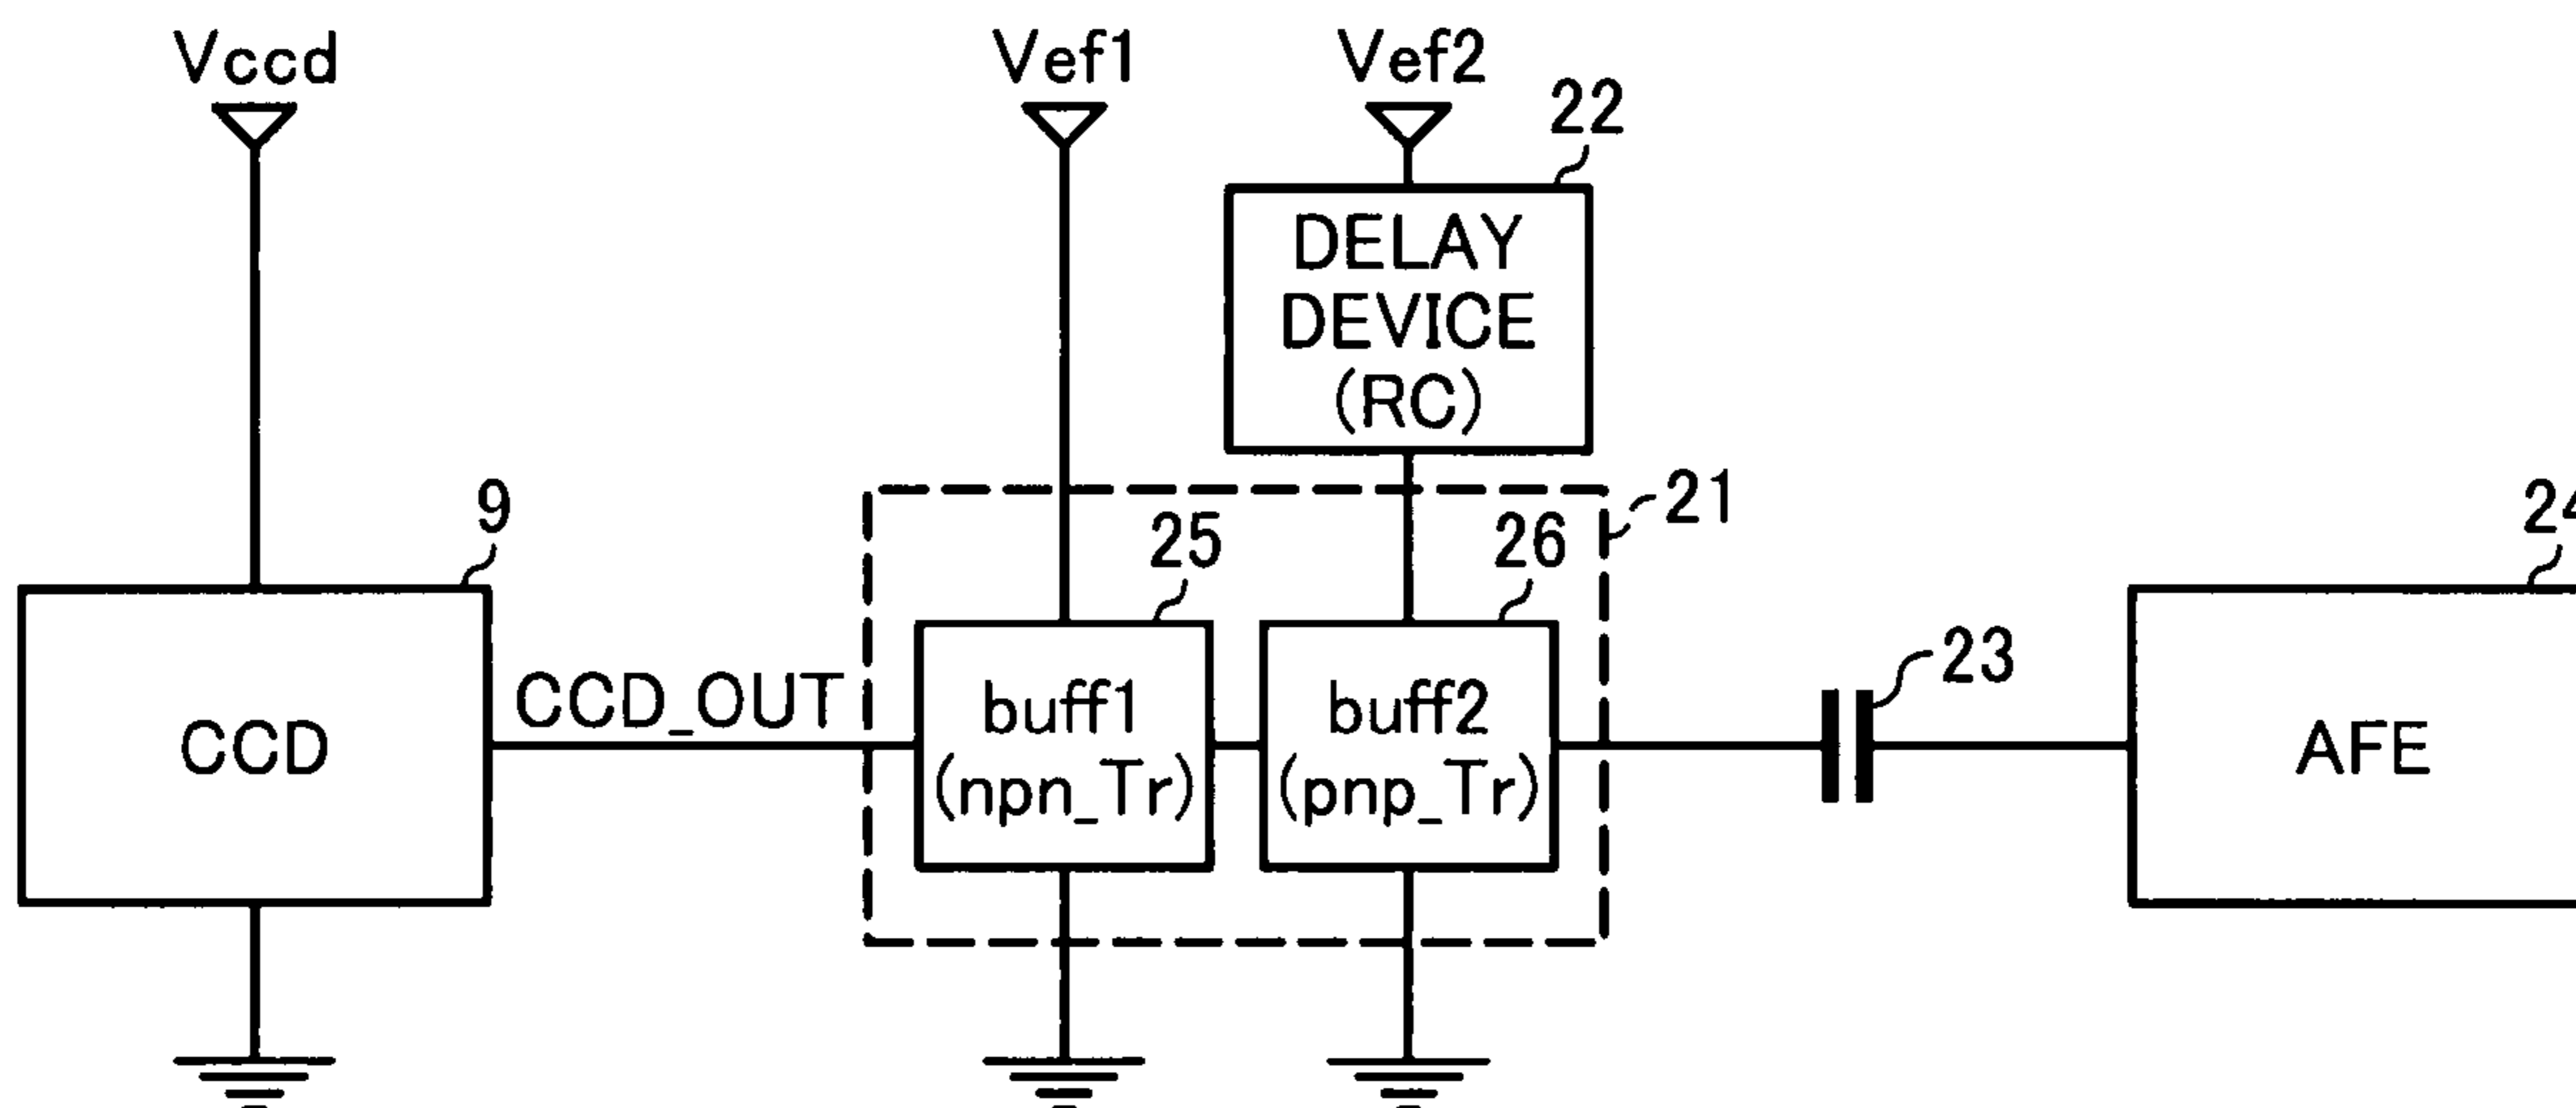 Vccd
Vef1
Vef2
22
DELAY
DEVICE
(RC)
9
21
25
26
24
23
CCD
CCD_OUT
buff1
(npn_Tr)
buff2
(pnp_Tr)
AFE